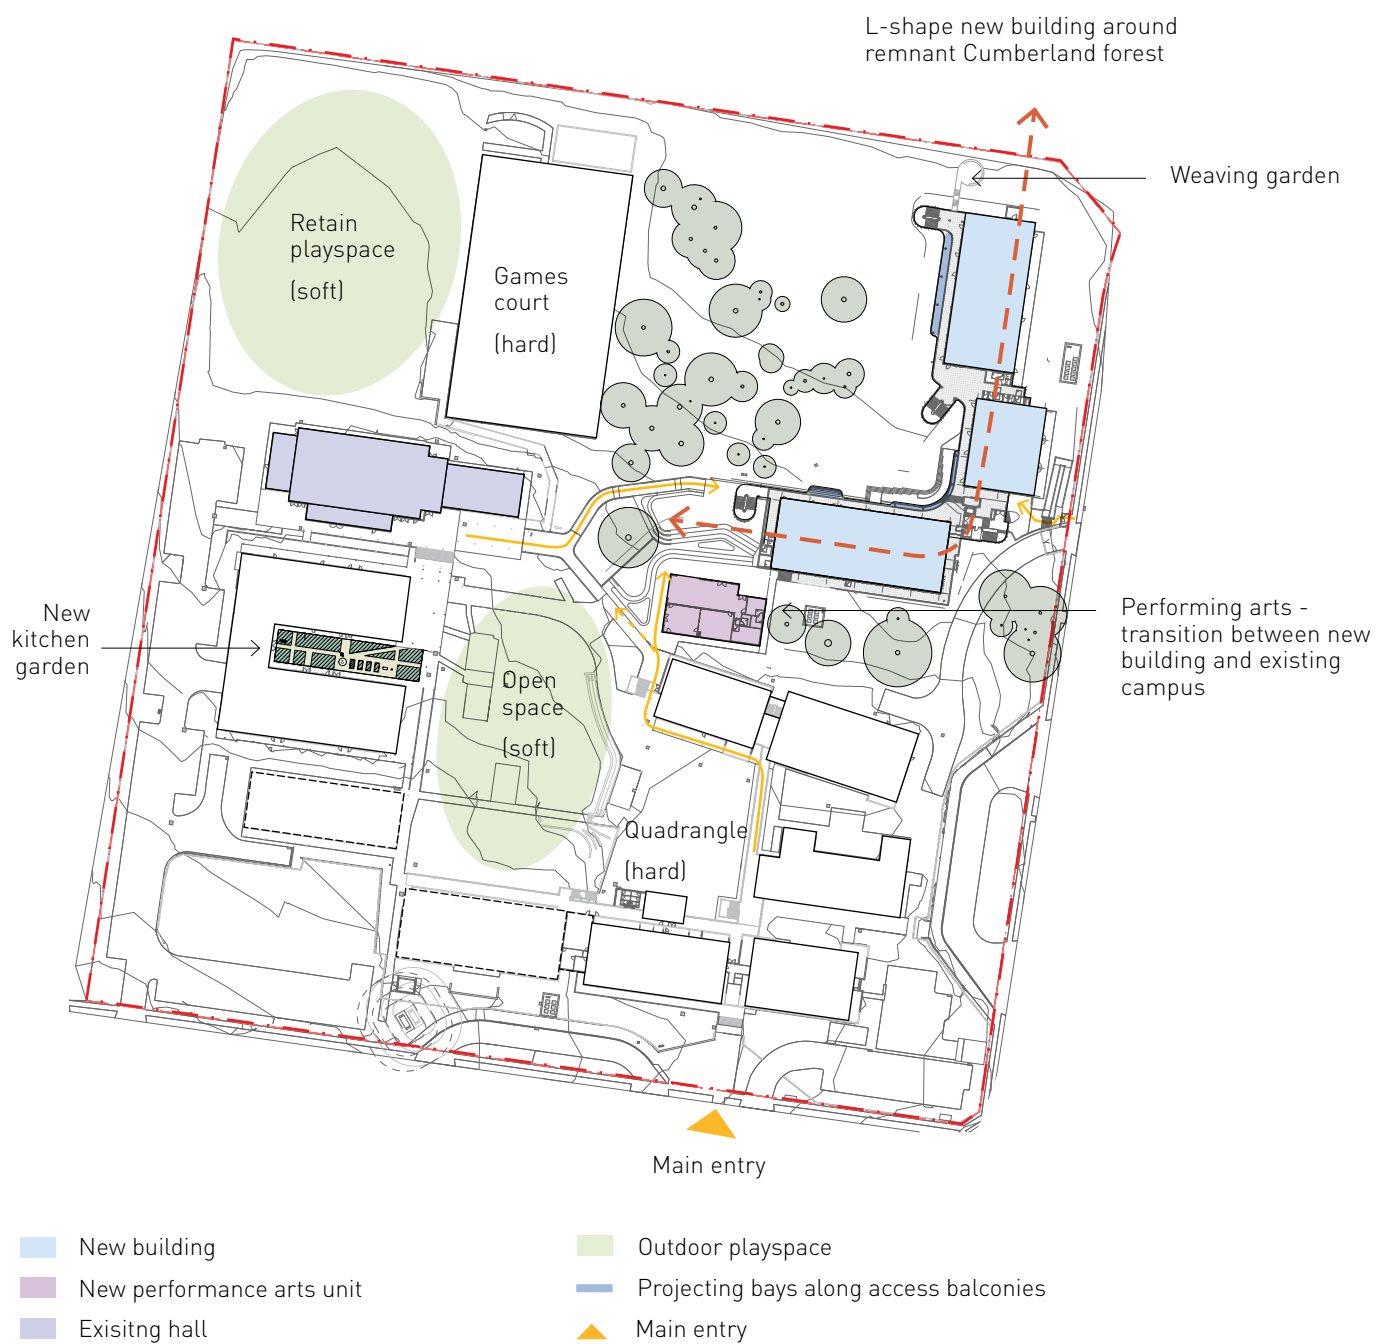 L-shape new building around
remnant Cumberland forest
Weaving garden
Retain
playspace
(soft)
Games
court
(hard)
New
kitchen
garden
Performing arts -
transition between new
building and existing
campus
Open
space
(soft)
Quadrangle
(hard)
Main entry
New building
New performance arts unit
Exisitng hall
Outdoor playspace
Projecting bays along access balconies
Main entry